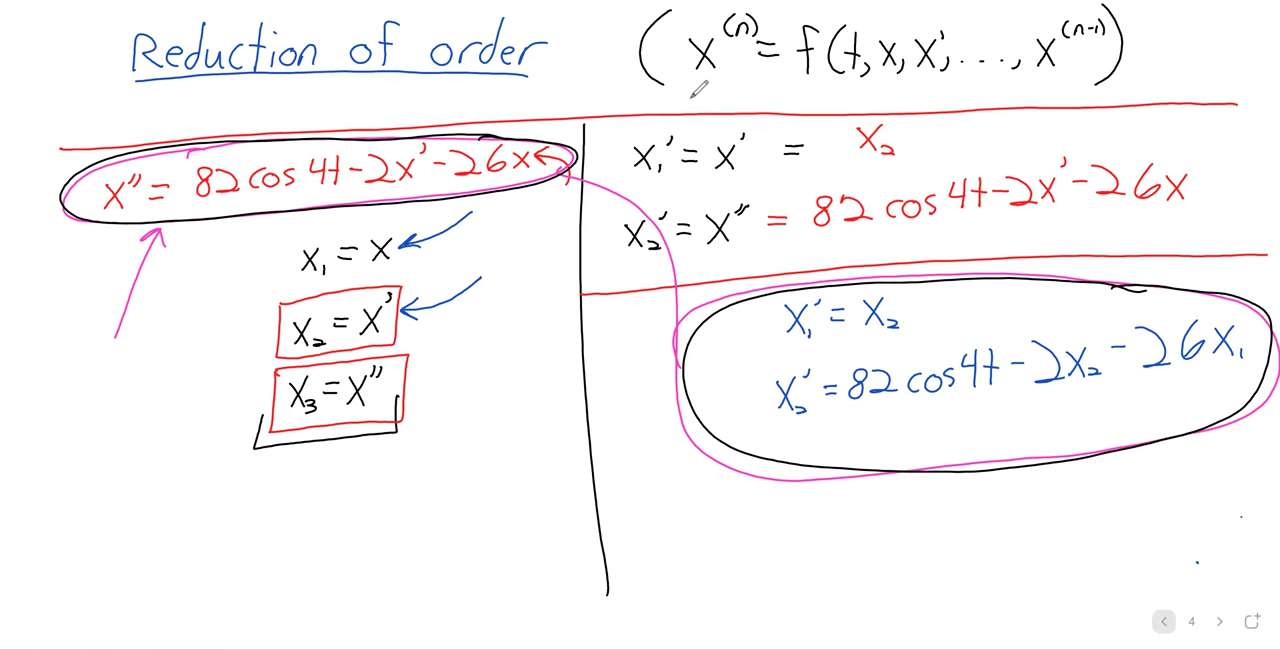 Reduction of order
(x^(n) = f(t, x, x', ..., x^(n-1))
x'' = 82 cos 4t - 2x' - 26x
x₁ = x
x₂ = x'
x₃ = x''
x₁' = x' = x₂
x₂' = x'' = 82 cos 4t - 2x' - 26x
x₁' = x₂
x₂' = 82 cos 4t - 2x₂ - 26x₁
4